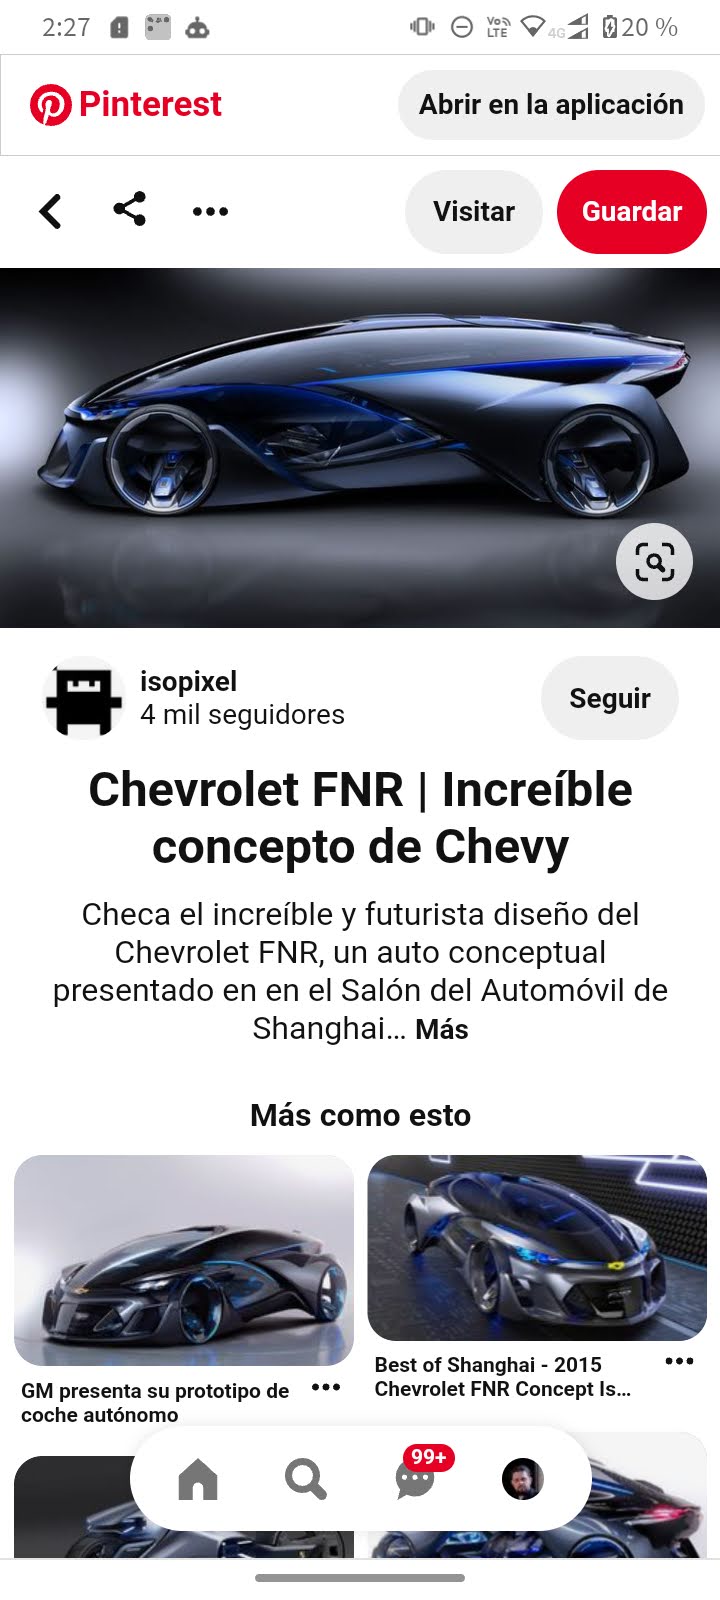 2:27
Vo
LTE
4G
20 %
Pinterest
Abrir en la aplicación
Visitar
Guardar
isopixel
4 mil seguidores
Seguir
Chevrolet FNR | Increíble
concepto de Chevy
Checa el increíble y futurista diseño del
Chevrolet FNR, un auto conceptual
presentado en en el Salón del Automóvil de
Shanghai... Más
Más como esto
GM presenta su prototipo de
coche autónomo
Best of Shanghai - 2015
Chevrolet FNR Concept Is...
99+